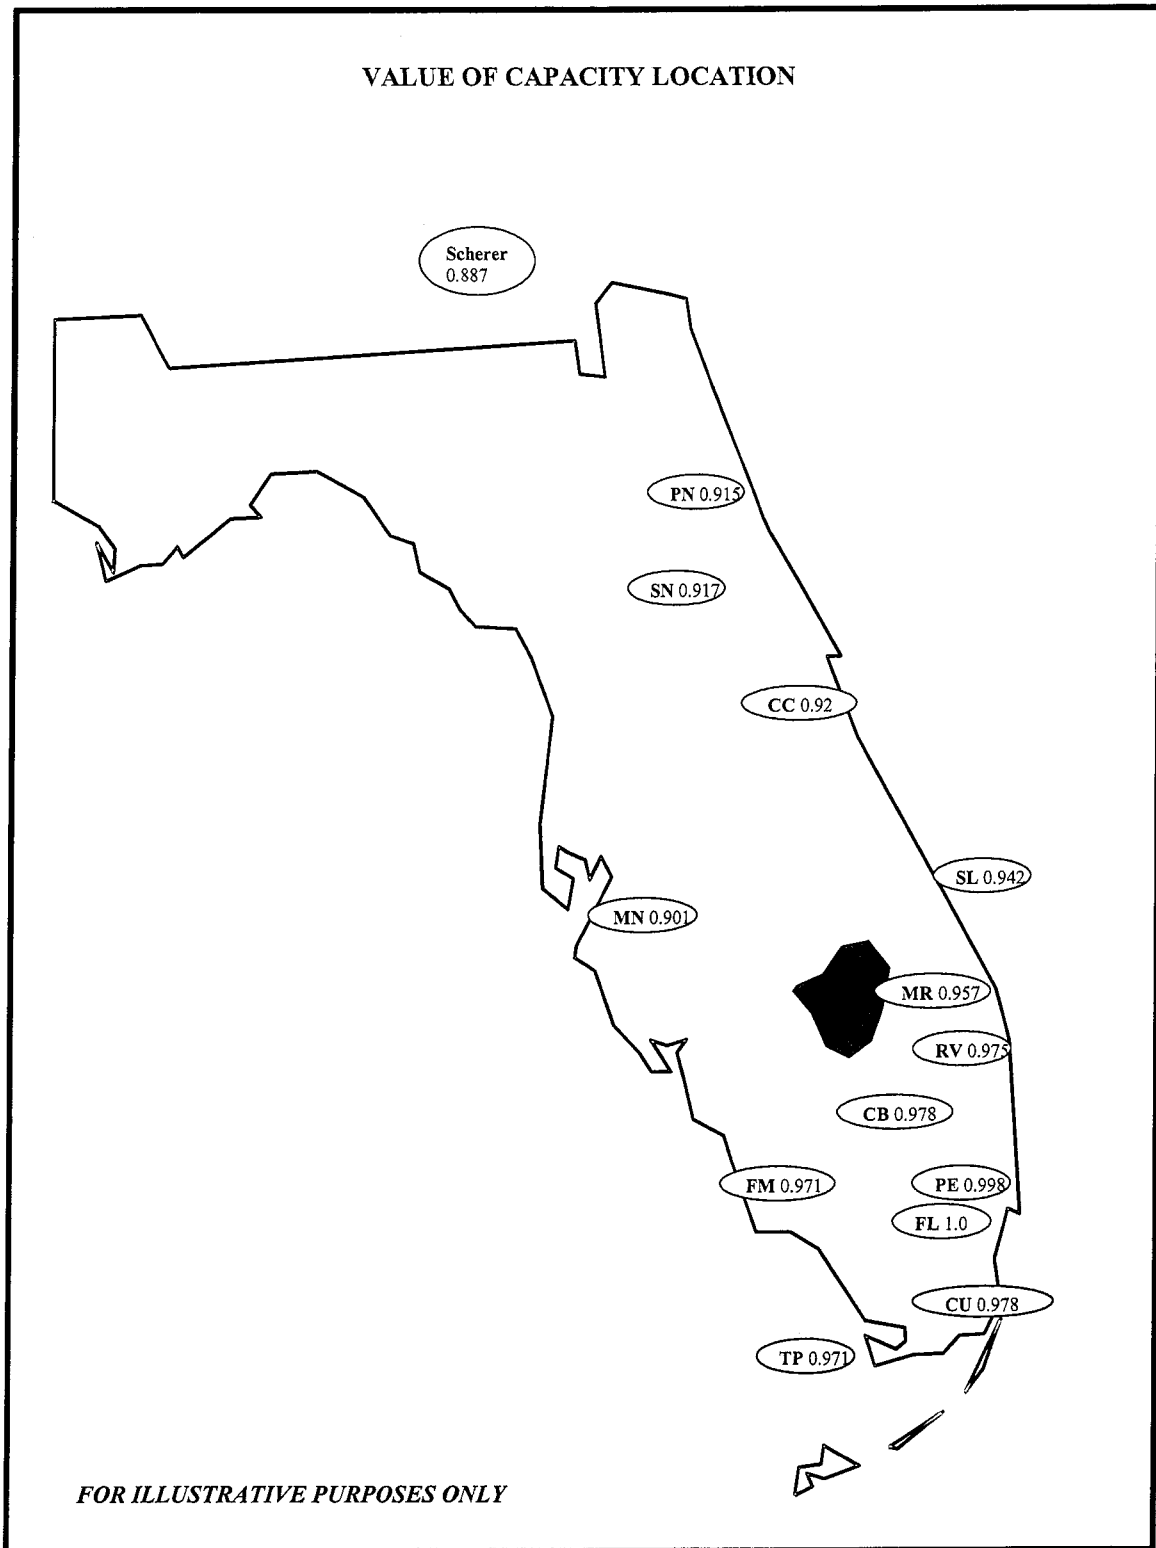 VALUE OF CAPACITY LOCATION
Scherer
0.887
PN 0.915
SN 0.917
CC 0.92
SL 0.942
MN 0.901
MR 0.957
RV 0.975
CB 0.978
FM 0.971
PE 0.998
FL 1.0
CU 0.978
TP 0.971
FOR ILLUSTRATIVE PURPOSES ONLY